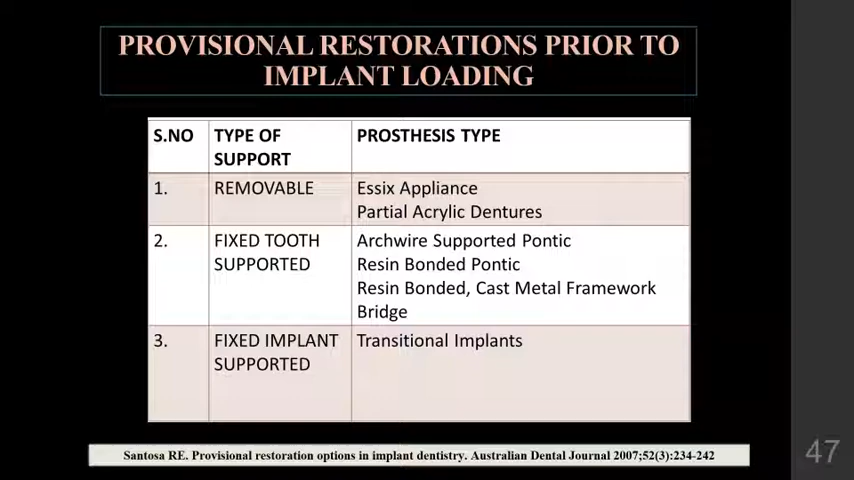 PROVISIONAL RESTORATIONS PRIOR TO
IMPLANT LOADING
S.NO TYPE OF SUPPORT PROSTHESIS TYPE
1. REMOVABLE Essix Appliance
Partial Acrylic Dentures
2. FIXED TOOTH SUPPORTED Archwire Supported Pontic
Resin Bonded Pontic
Resin Bonded, Cast Metal Framework
Bridge
3. FIXED IMPLANT SUPPORTED Transitional Implants
Santosa RE. Provisional restoration options in implant dentistry. Australian Dental Journal 2007;52(3):234-242
47